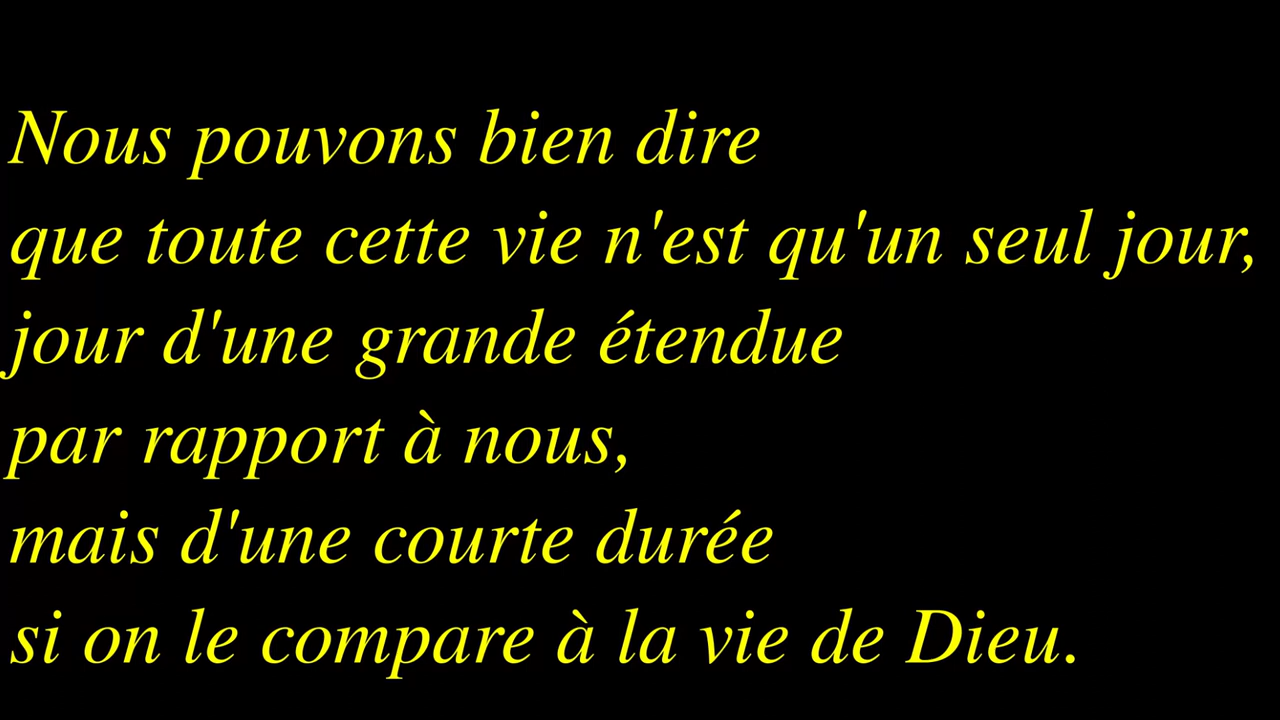 Nous pouvons bien dire
que toute cette vie n'est qu'un seul jour,
jour d'une grande étendue
par rapport à nous,
mais d'une courte durée
si on le compare à la vie de Dieu.